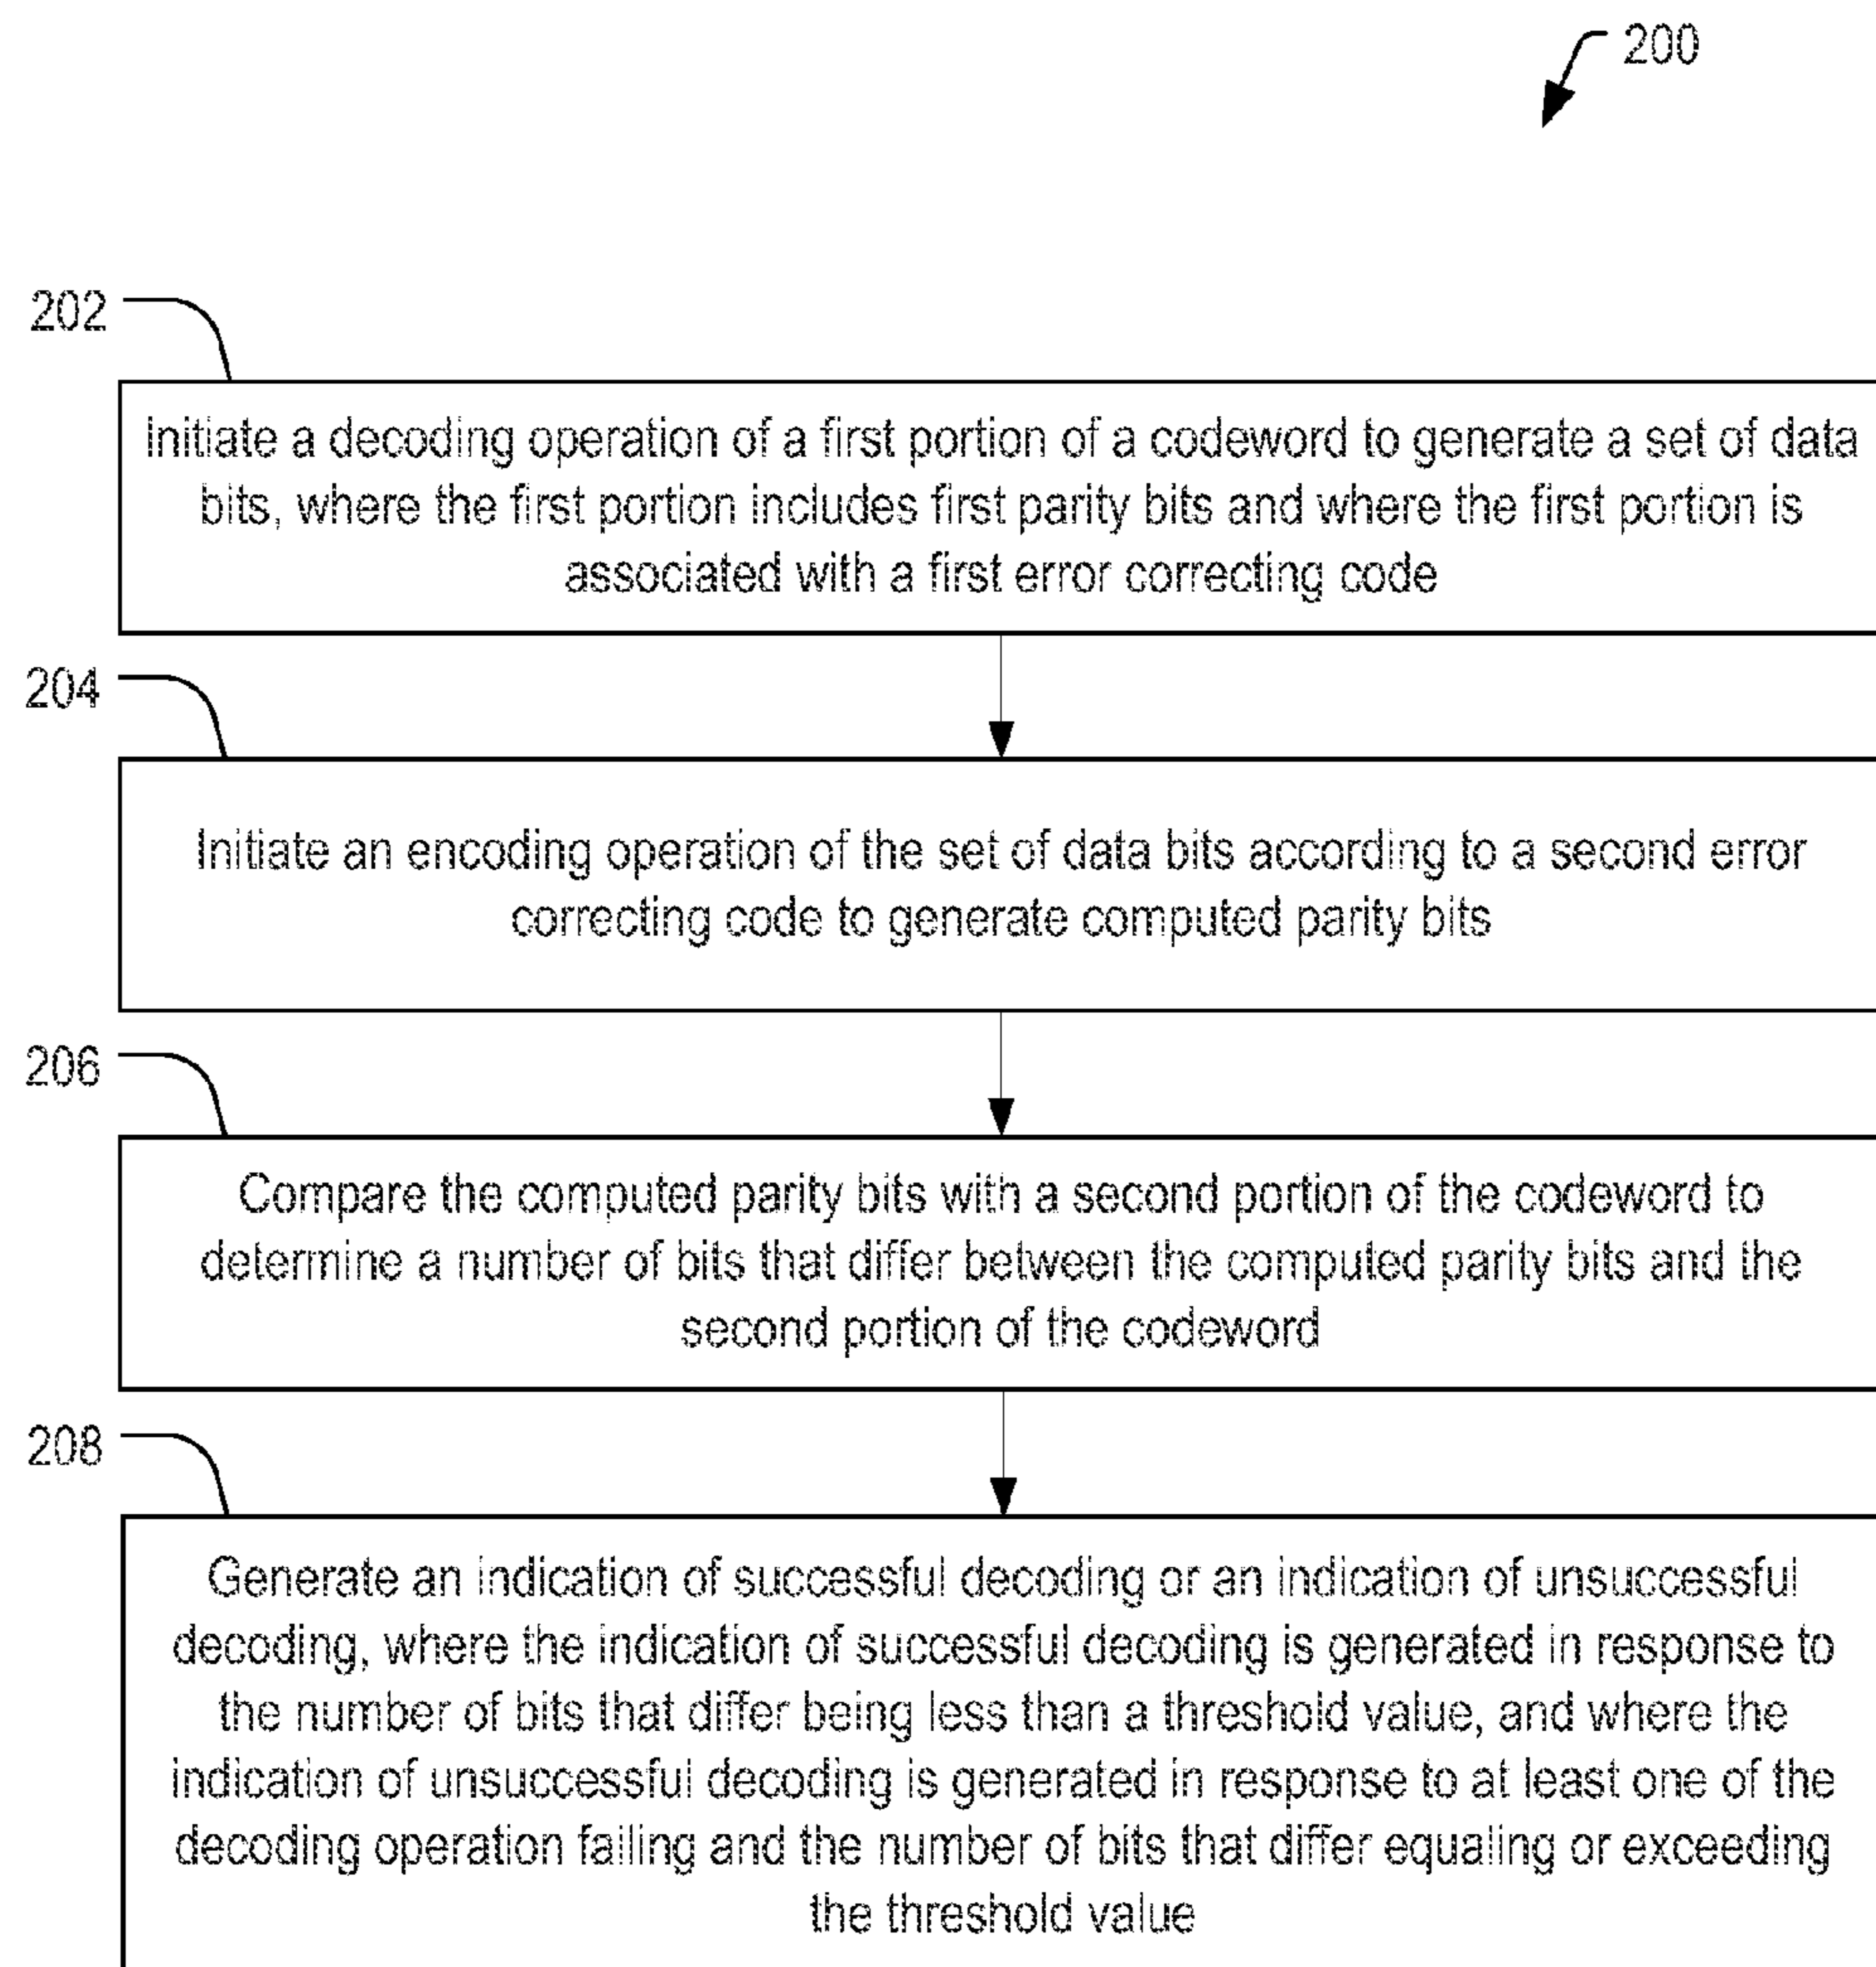 200
202
Initiate a decoding operation of a first portion of a codeword to generate a set of data
bits, where the first portion includes first parity bits and where the first portion is
associated with a first error correcting code
204
Initiate an encoding operation of the set of data bits according to a second error
correcting code to generate computed parity bits
206
Compare the computed parity bits with a second portion of the codeword to
determine a number of bits that differ between the computed parity bits and the
second portion of the codeword
208
Generate an indication of successful decoding or an indication of unsuccessful
decoding, where the indication of successful decoding is generated in response to
the number of bits that differ being less than a threshold value, and where the
indication of unsuccessful decoding is generated in response to at least one of the
decoding operation failing and the number of bits that differ equaling or exceeding
the threshold value